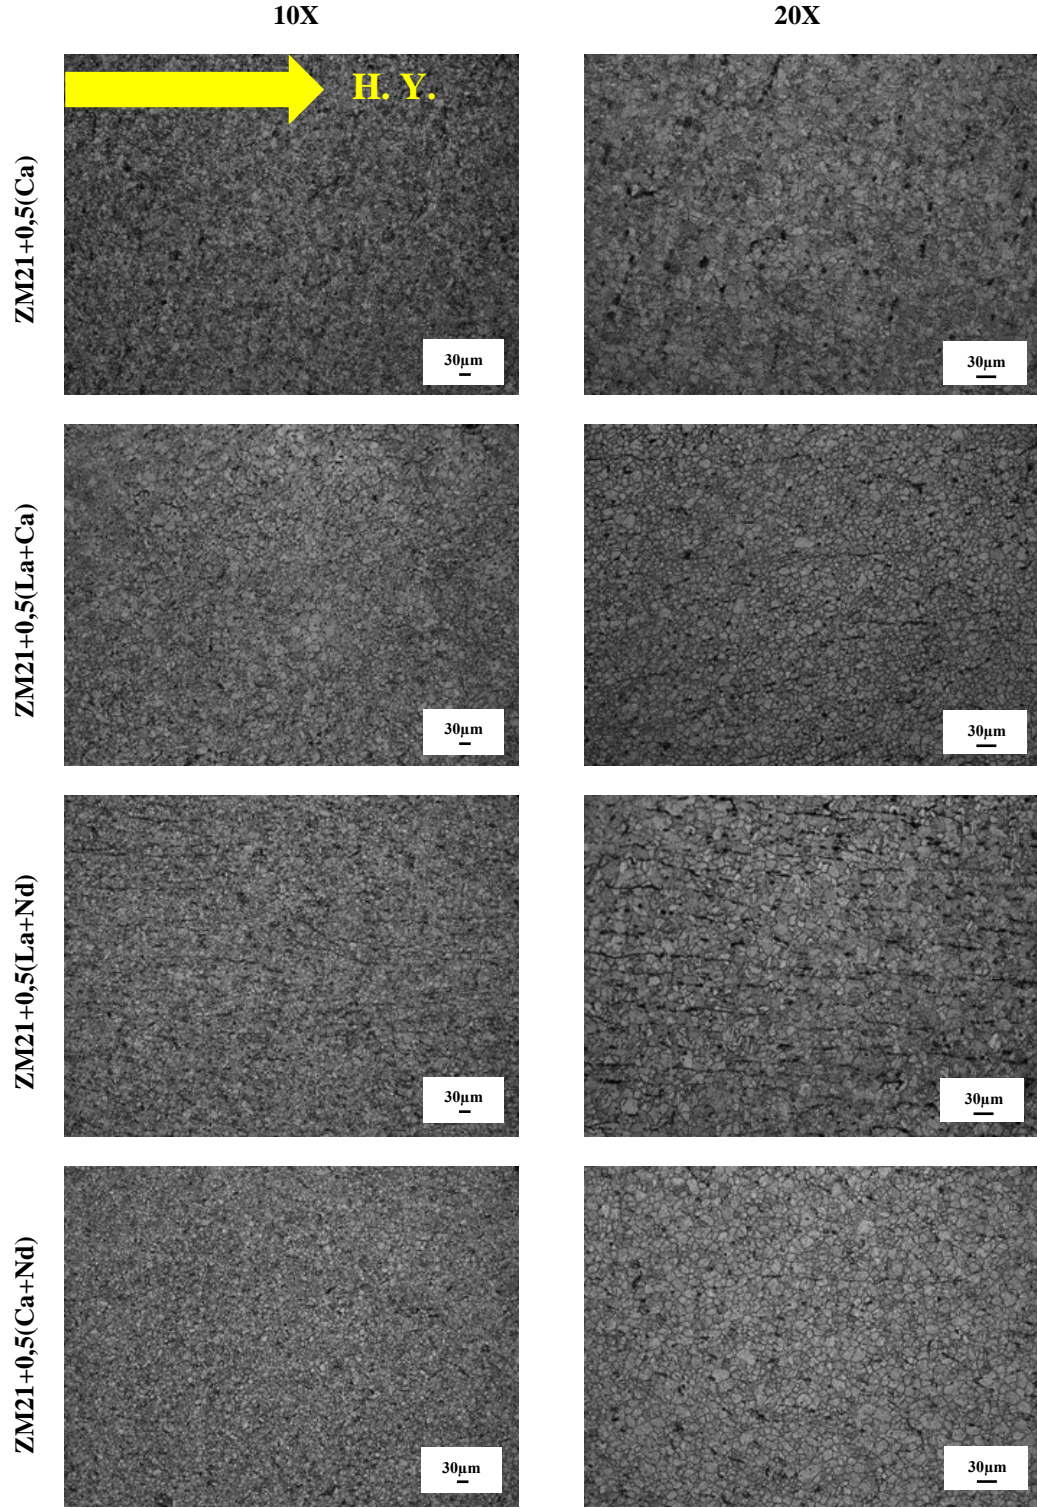 10X
20X
H. Y.
ZM21+0,5(Ca)
30µm
30µm
ZM21+0,5(La+Ca)
30µm
30µm
ZM21+0,5(La+Nd)
30µm
30µm
ZM21+0,5(Ca+Nd)
30µm
30µm